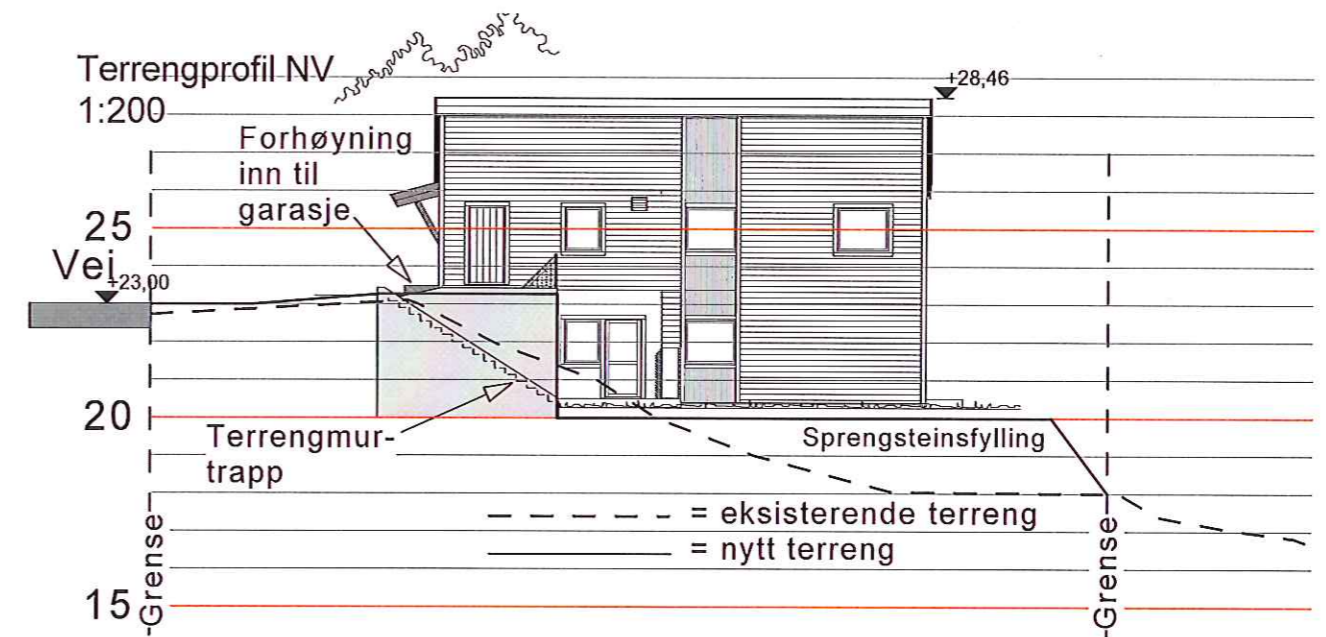 Terrengprofil NV
1:200
+28,46
Forhøyning
inn til
garasje
25
Vei
+23,00
20
Terrengmur-
trapp
Sprengsteinsfylling
= eksisterende terreng
= nytt terreng
15
Grense
Grense